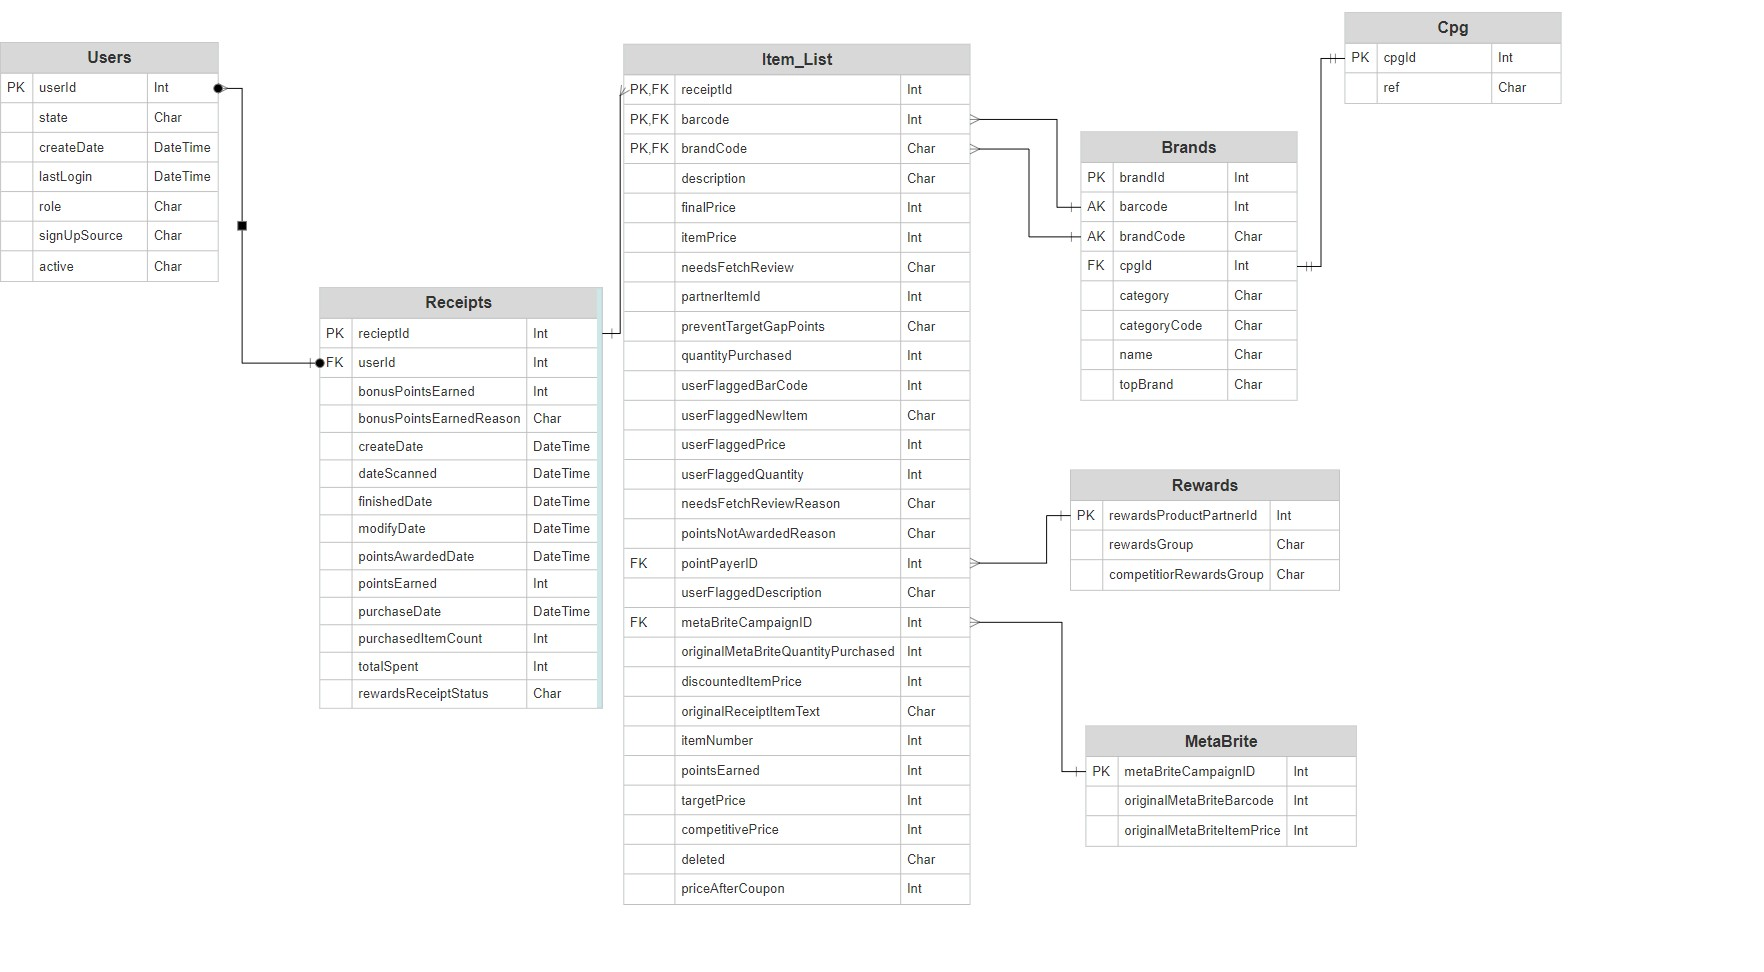 Users
PK userId Int
state Char
createDate DateTime
lastLogin DateTime
role Char
signUpSource Char
active Char
Receipts
PK recieptId Int
FK userId Int
bonusPointsEarned Int
bonusPointsEarnedReason Char
createDate DateTime
dateScanned DateTime
finishedDate DateTime
modifyDate DateTime
pointsAwardedDate DateTime
pointsEarned Int
purchaseDate DateTime
purchasedItemCount Int
totalSpent Int
rewardsReceiptStatus Char
Item_List
PK,FK receiptId Int
PK,FK barcode Int
PK,FK brandCode Char
description Char
finalPrice Int
itemPrice Int
needsFetchReview Char
partnerItemId Int
preventTargetGapPoints Char
quantityPurchased Int
userFlaggedBarCode Int
userFlaggedNewItem Char
userFlaggedPrice Int
userFlaggedQuantity Int
needsFetchReviewReason Char
pointsNotAwardedReason Char
FK pointPayerID Int
userFlaggedDescription Char
FK metaBriteCampaignID Int
originalMetaBriteQuantityPurchased Int
discountedItemPrice Int
originalReceiptItemText Char
itemNumber Int
pointsEarned Int
targetPrice Int
competitivePrice Int
deleted Char
priceAfterCoupon Int
Cpg
PK cpgId Int
ref Char
Brands
PK brandId Int
AK barcode Int
AK brandCode Char
FK cpgId Int
category Char
categoryCode Char
name Char
topBrand Char
Rewards
PK rewardsProductPartnerId Int
rewardsGroup Char
competitiorRewardsGroup Char
MetaBrite
PK metaBriteCampaignID Int
originalMetaBriteBarcode Int
originalMetaBriteItemPrice Int